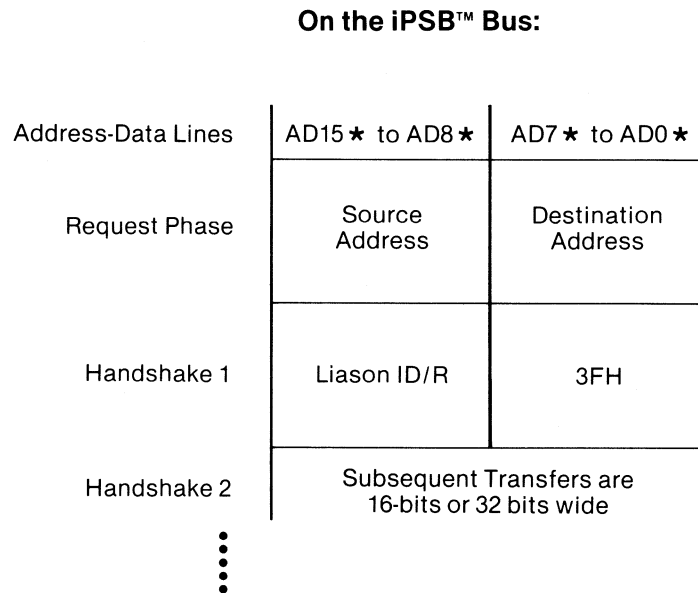 On the iPSB™ Bus:
Address-Data Lines
AD15★ to AD8★
AD7★ to AD0★
Request Phase
Source
Address
Destination
Address
Handshake 1
Liason ID/R
3FH
Handshake 2
Subsequent Transfers are
16-bits or 32 bits wide